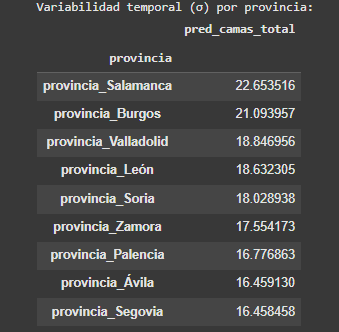 Variabilidad temporal (σ) por provincia:
pred_camas_total
provincia
provincia_Salamanca 22.653516
provincia_Burgos 21.093957
provincia_Valladolid 18.846956
provincia_León 18.632305
provincia_Soria 18.028938
provincia_Zamora 17.554173
provincia_Palencia 16.776863
provincia_Ávila 16.459130
provincia_Segovia 16.458458